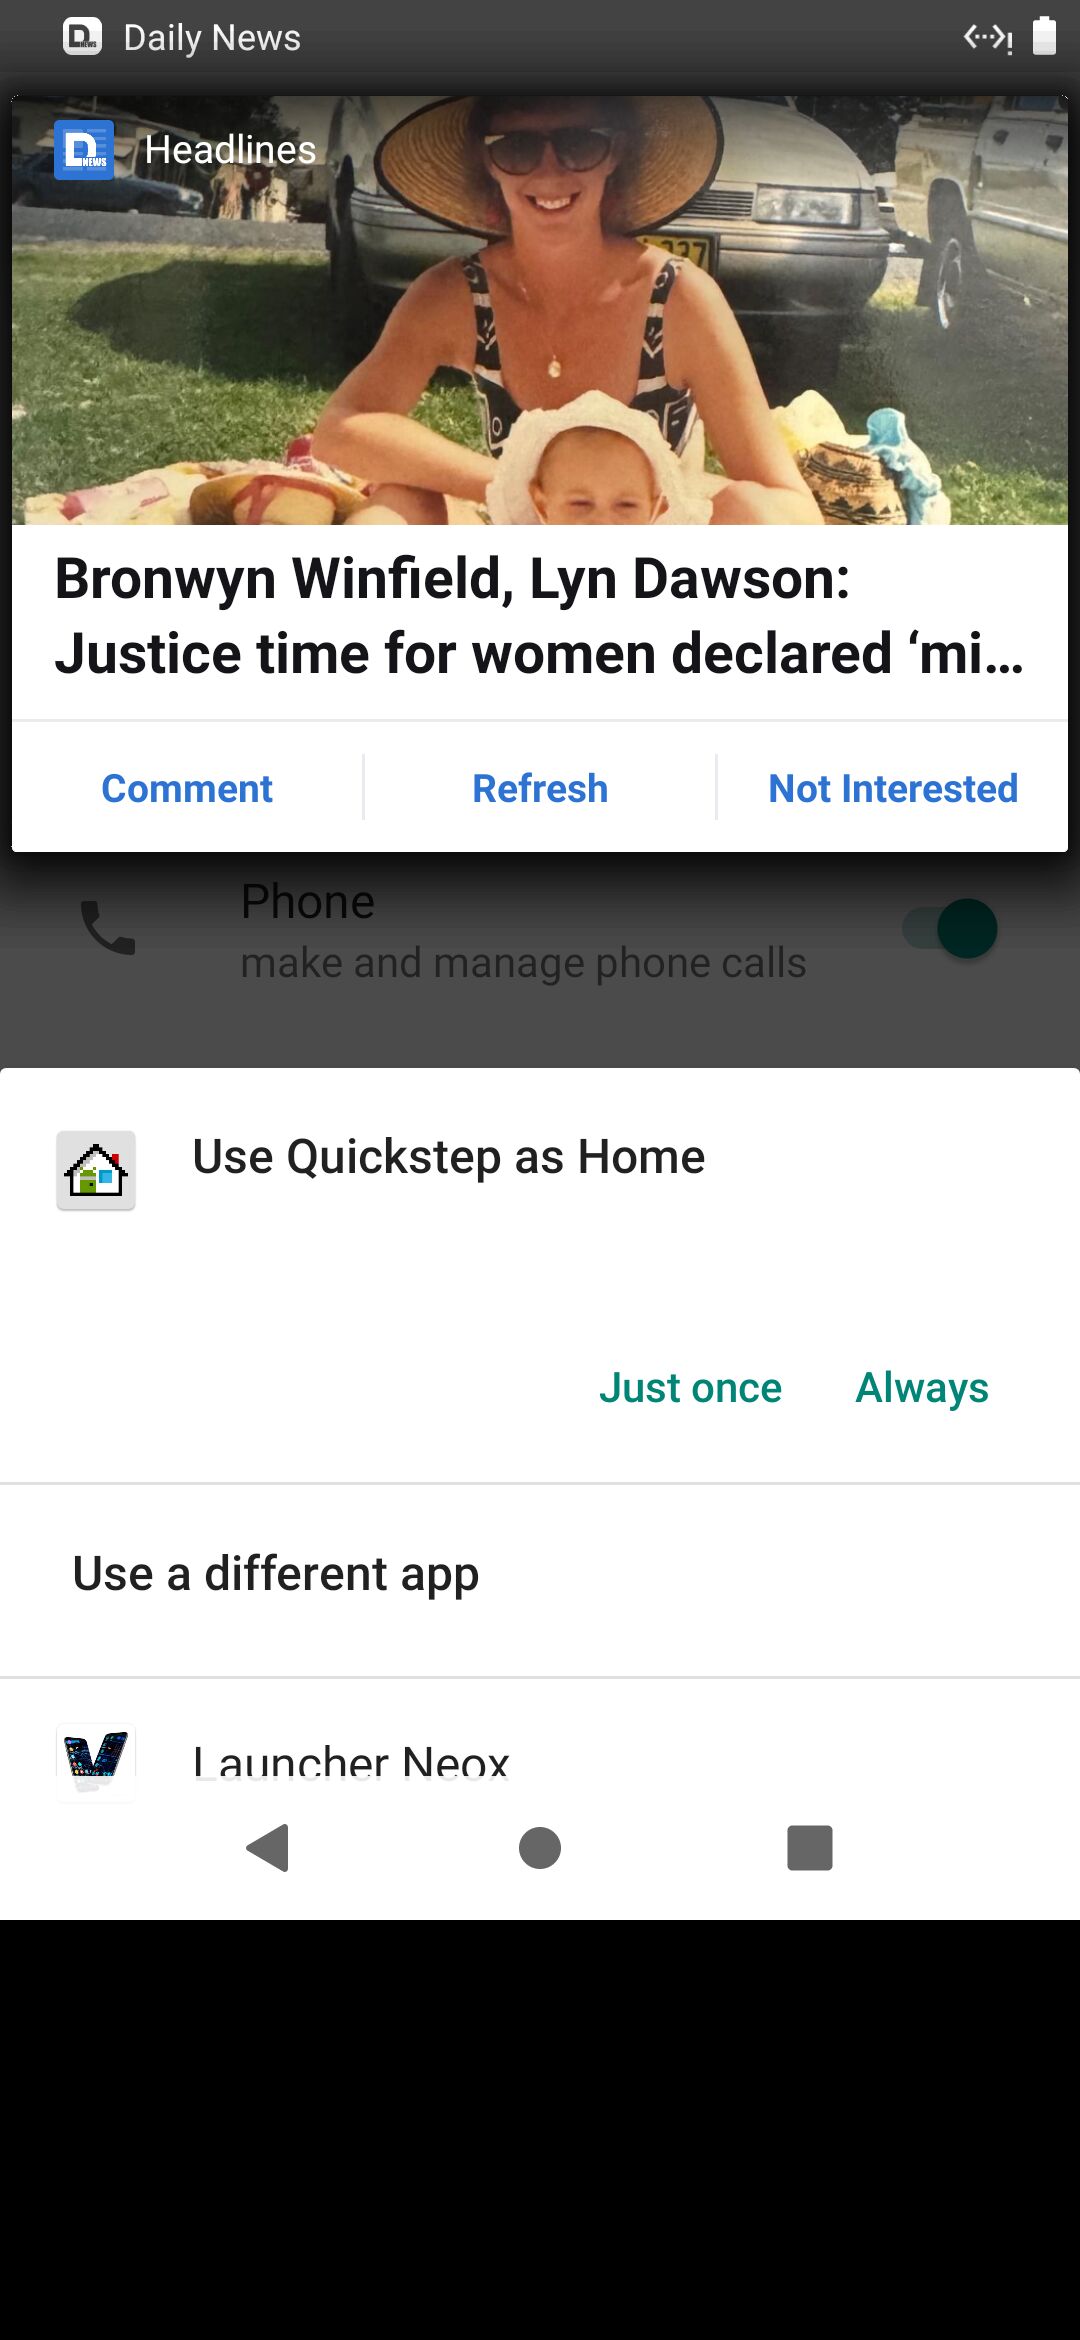 Daily News
Headlines
Bronwyn Winfield, Lyn Dawson:
Justice time for women declared ‘mi...
Comment
Refresh
Not Interested
Phone
make and manage phone calls
Use Quickstep as Home
Just once
Always
Use a different app
Launcher Neox